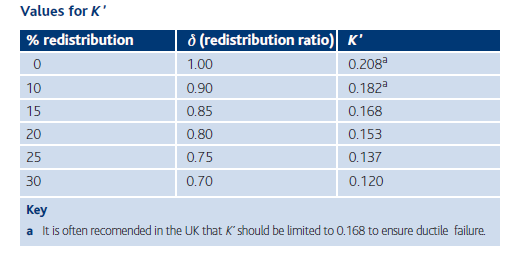 Values for K'
% redistribution δ (redistribution ratio) K'
0 1.00 0.208a
10 0.90 0.182a
15 0.85 0.168
20 0.80 0.153
25 0.75 0.137
30 0.70 0.120
Key
a It is often recomended in the UK that K' should be limited to 0.168 to ensure ductile failure.